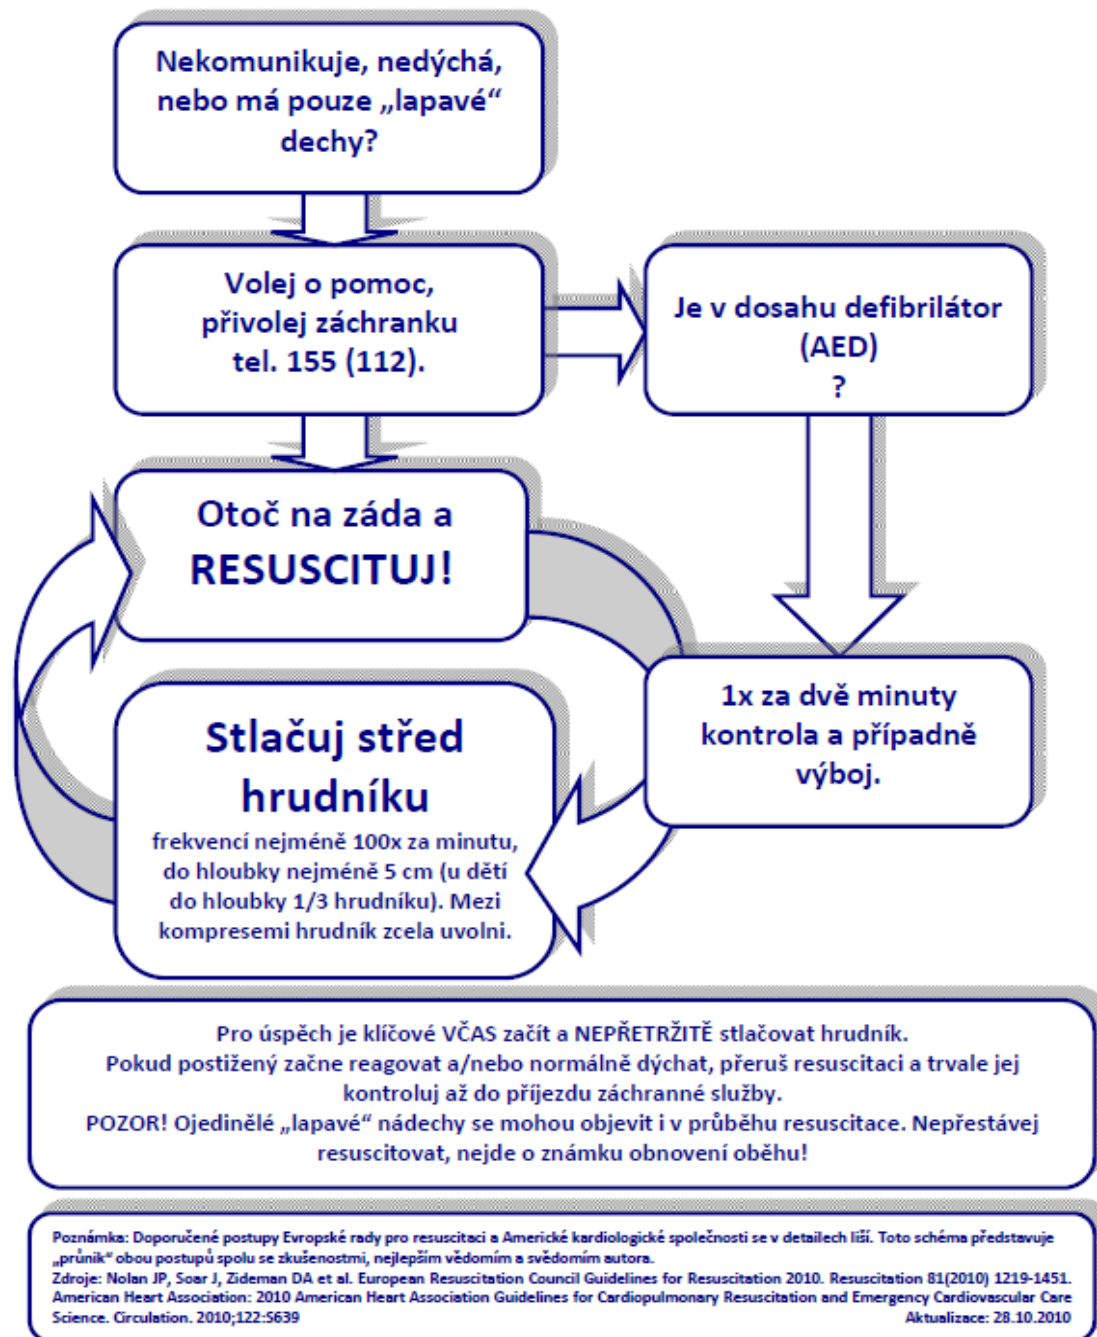 Nekomunikuje, nedýchá,
nebo má pouze „lapavé“
dechy?
Volej o pomoc,
přivolej záchranku
tel. 155 (112).
Je v dosahu defibrilátor
(AED)
?
Otoč na záda a
RESUSCITUJ!
1x za dvě minuty
kontrola a případně
výboj.
Stlačuj střed
hrudníku
frekvencí nejméně 100x za minutu,
do hloubky nejméně 5 cm (u dětí
do hloubky 1/3 hrudníku). Mezi
kompresemi hrudník zcela uvolni.
Pro úspěch je klíčové VČAS začít a NEPŘETRŽITĚ stlačovat hrudník.
Pokud postižený začne reagovat a/nebo normálně dýchat, přeruš resuscitaci a trvale jej
kontroluj až do příjezdu záchranné služby.
POZOR! Ojedinělé „lapavé“ nádechy se mohou objevit i v průběhu resuscitace. Nepřestávej
resuscitovat, nejde o známku obnovení oběhu!
Poznámka: Doporučené postupy Evropské rady pro resuscitaci a Americké kardiologické společnosti se v detailech liší. Toto schéma představuje
„průnik“ obou postupů spolu se zkušenostmi, nejlepším vědomím a svědomím autora.
Zdroje: Nolan JP, Soar J, Zideman DA et al. European Resuscitation Council Guidelines for Resuscitation 2010. Resuscitation 81(2010) 1219-1451.
American Heart Association: 2010 American Heart Association Guidelines for Cardiopulmonary Resuscitation and Emergency Cardiovascular Care
Science. Circulation. 2010;122:S639 Aktualizace: 28.10.2010